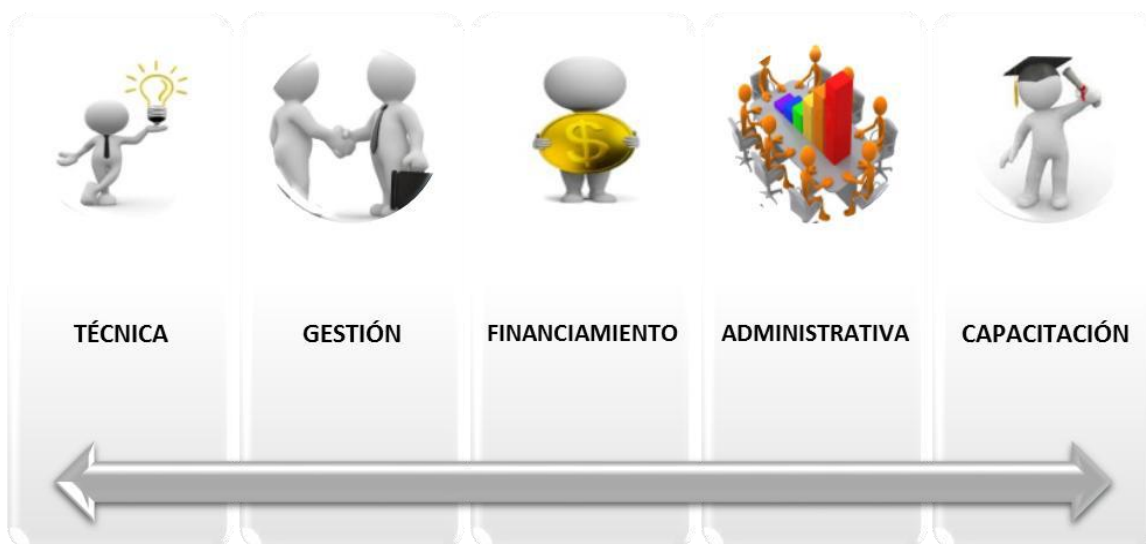 TÉCNICA
GESTIÓN
FINANCIAMIENTO
ADMINISTRATIVA
CAPACITACIÓN